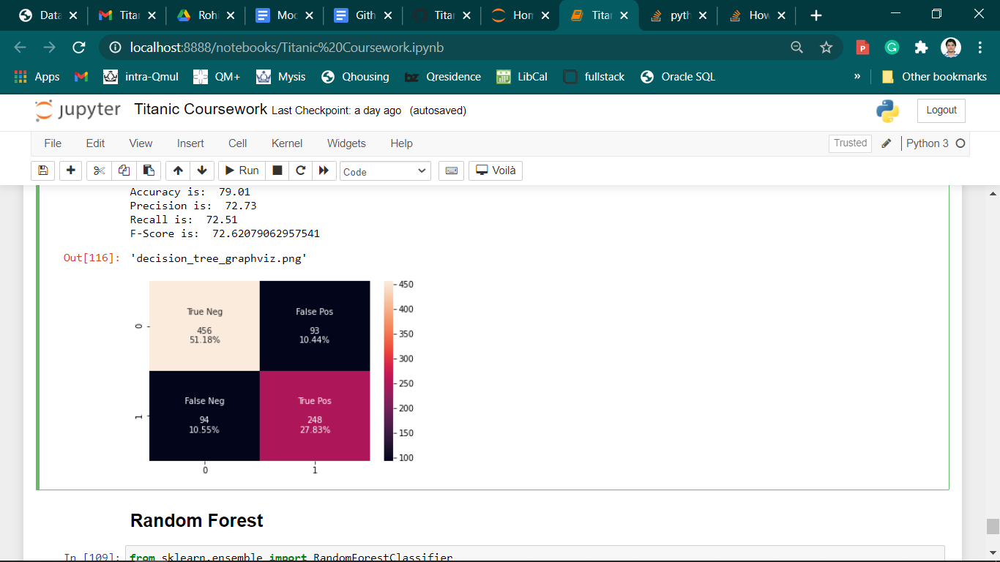 Data Titan Rohi Mod Gith Titan Hom Titan pyth How
localhost:8888/notebooks/Titanic%20Coursework.ipynb
Apps intra-Qmul QM+ Mysis Qhousing bz Qresidence LibCal fullstack Oracle SQL » Other bookmarks
jupyter Titanic Coursework Last Checkpoint: a day ago (autosaved) Logout
File Edit View Insert Cell Kernel Widgets Help Trusted Python 3
Run Code Voilà
Accuracy is: 79.01
Precision is: 72.73
Recall is: 72.51
F-Score is: 72.62079062957541
Out[116]: 'decision_tree_graphviz.png'
True Neg
456
51.18%
False Pos
93
10.44%
False Neg
94
10.55%
True Pos
248
27.83%
0
1
0 1
450
400
350
300
250
200
150
100
Random Forest
In [109]: from sklearn.ensemble import RandomForestClassifier